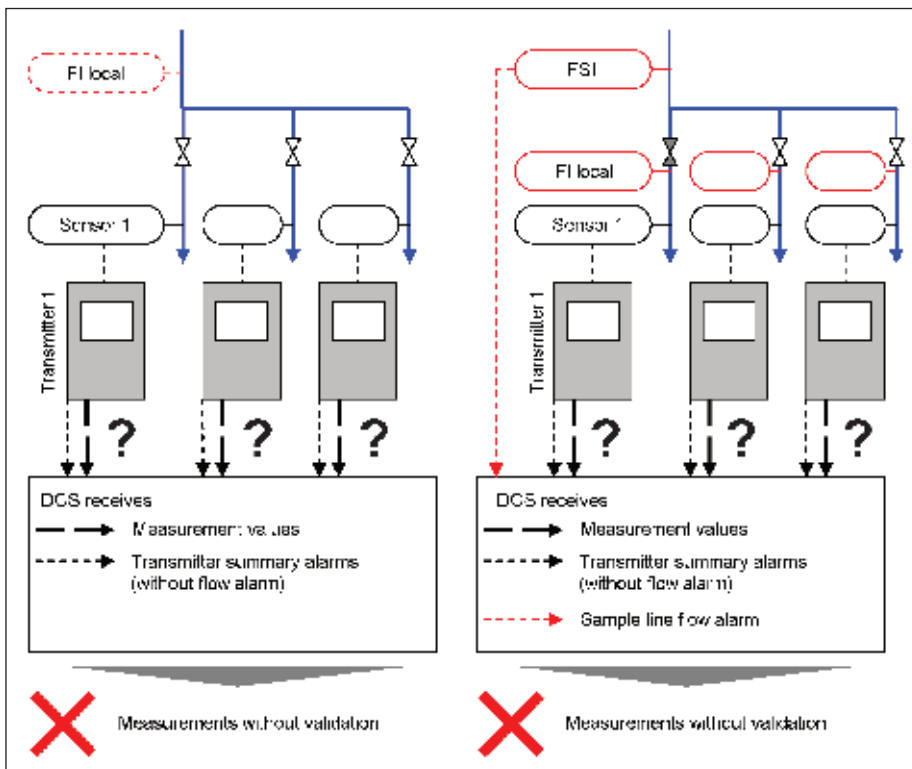 FI local
Sensor 1
Transmitter 1
? ? ?
DCS receives
Measurement values
Transmitter summary alarms
(without flow alarm)
Measurements without validation
FSI
FI local
Sensor 1
Transmitter 1
? ? ?
DCS receives
Measurement values
Transmitter summary alarms
(without flow alarm)
Sample line flow alarm
Measurements without validation